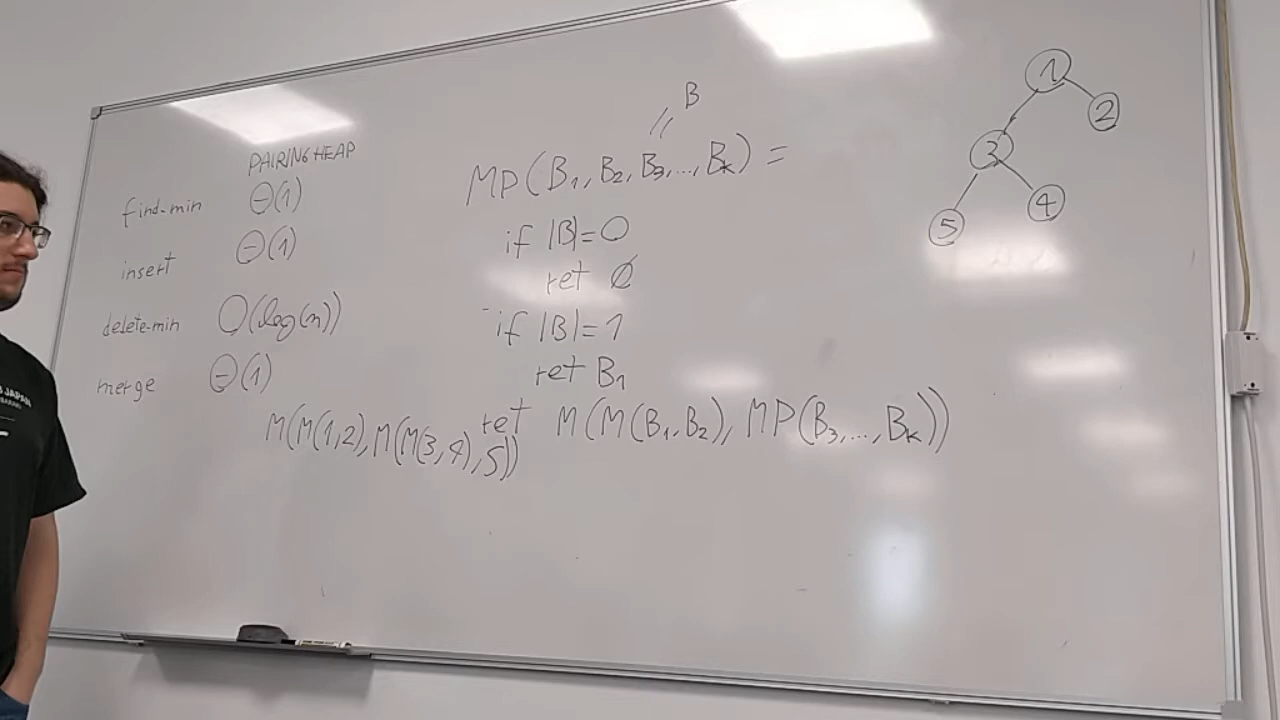 PAIRING HEAP
find-min Θ(1)
insert Θ(1)
delete-min O(log(n))
merge Θ(1)
B
//
MP(B₁, B₂, B₃, ..., Bₖ) =
if |B|=0
ret ∅
if |B|=1
ret B₁
ret M(M(B₁,B₂), MP(B₃,...,Bₖ))
M(M(1,2),M(M(3,4),5))
1
2
3
4
5
JAPAN